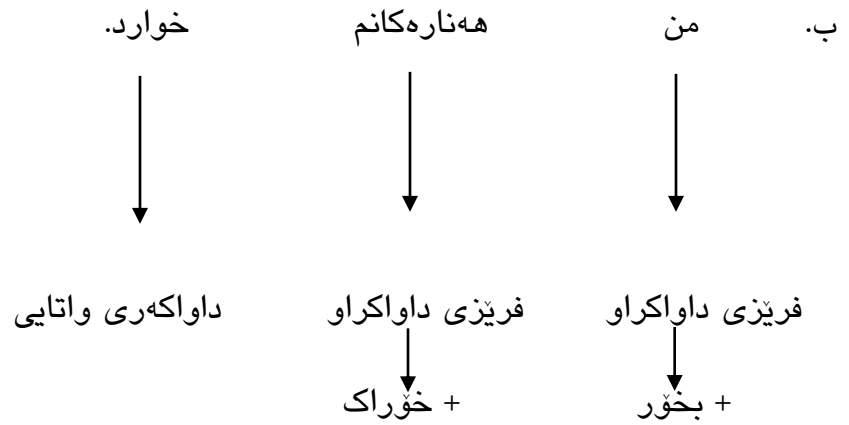 ب. من هەنارەکانم خوارد.
فرێزی داواکراو فرێزی داواکراو داواکەری واتایی
+ بخۆر + خۆراک